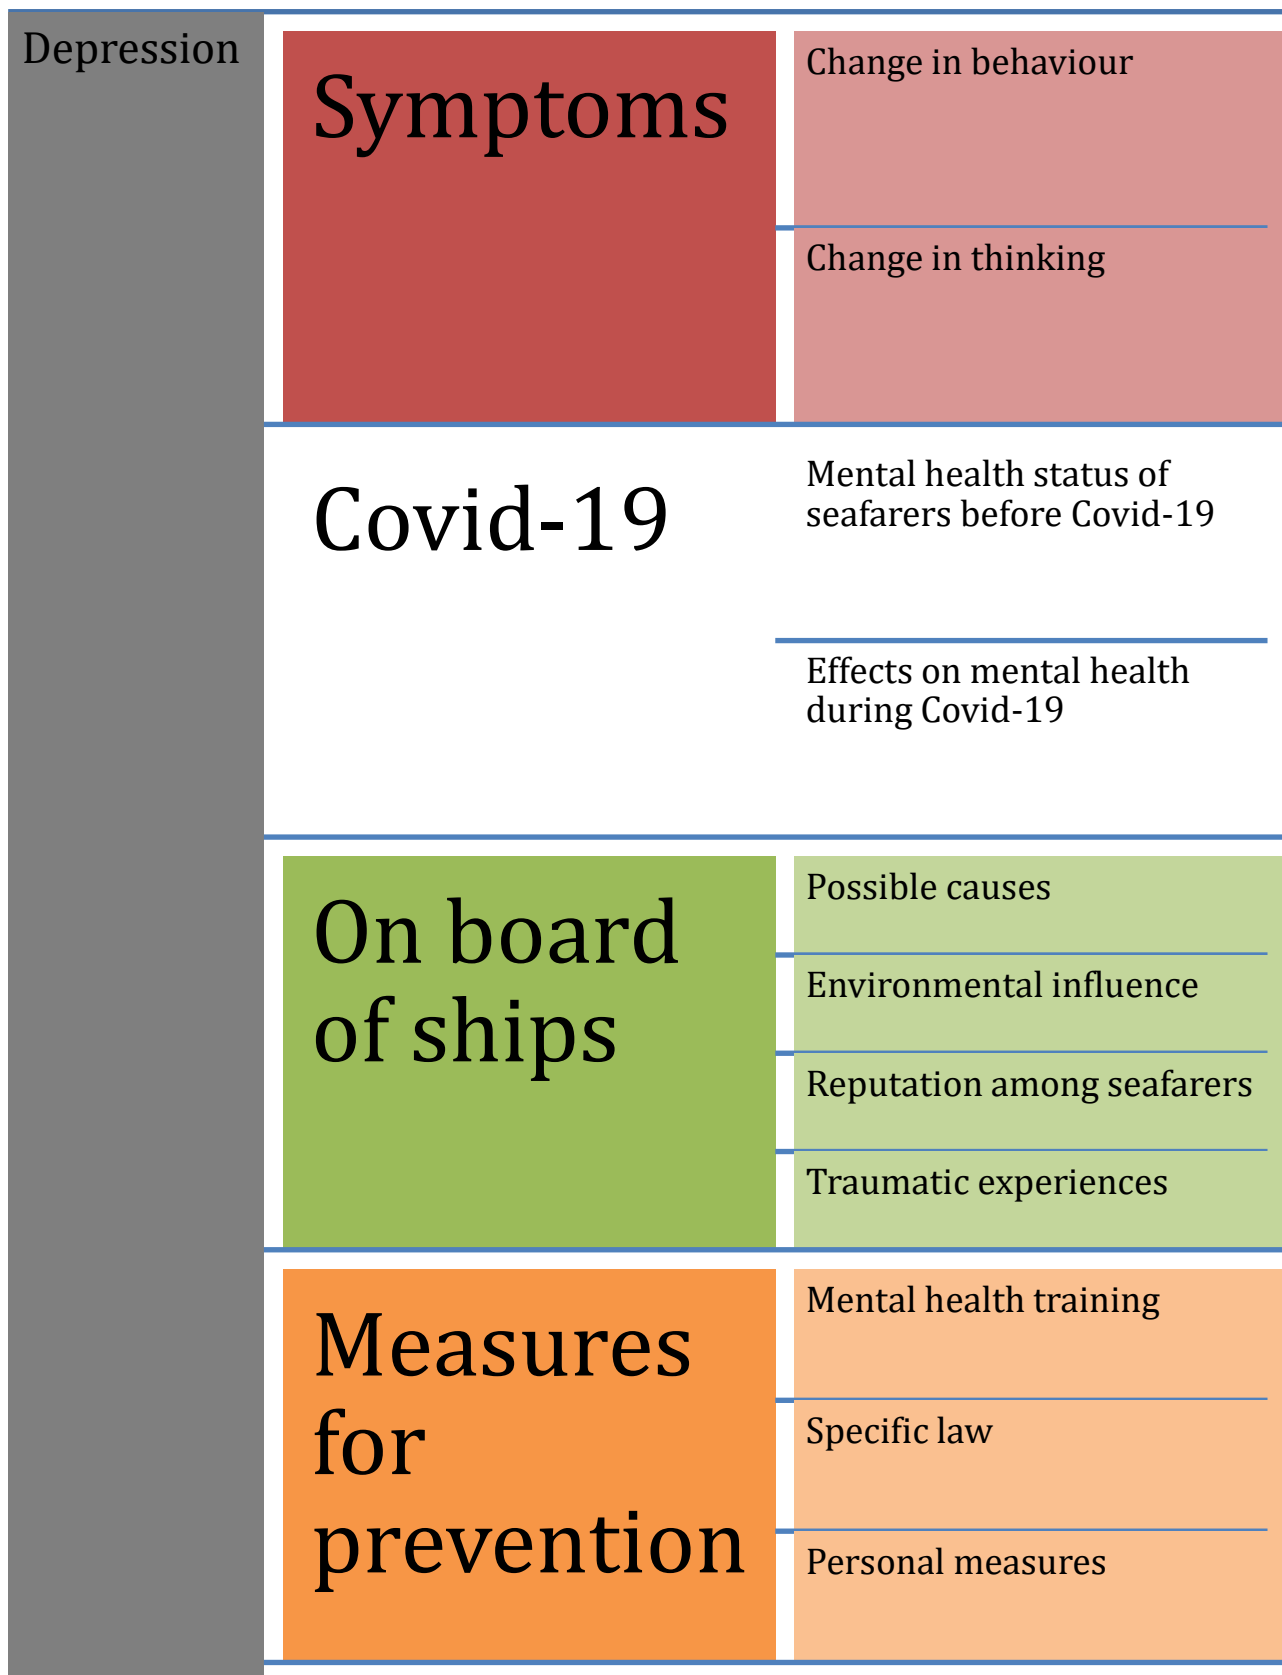 Depression
Symptoms
Change in behaviour
Change in thinking
Covid-19
Mental health status of
seafarers before Covid-19
Effects on mental health
during Covid-19
On board
of ships
Possible causes
Environmental influence
Reputation among seafarers
Traumatic experiences
Measures
for
prevention
Mental health training
Specific law
Personal measures